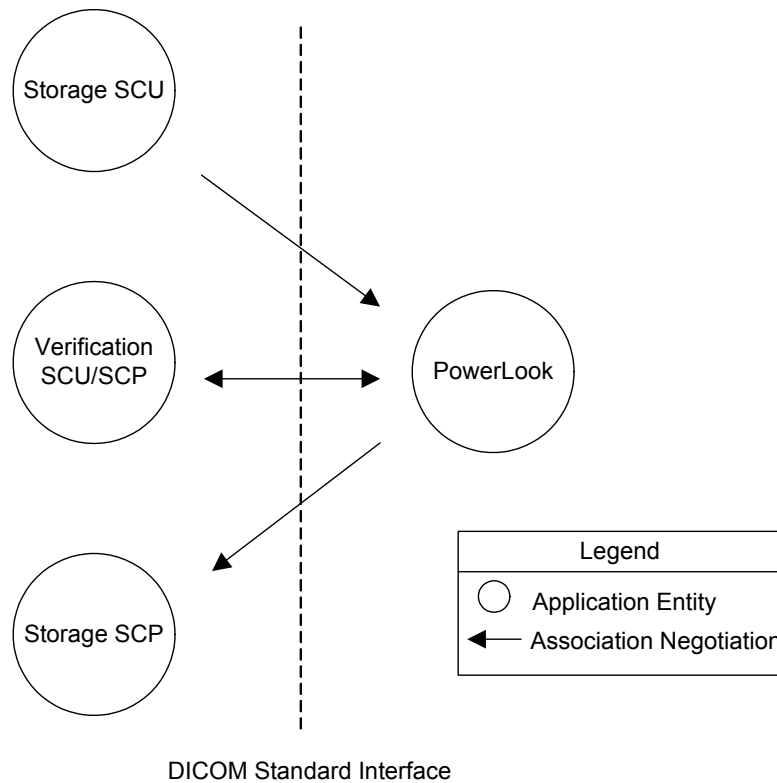 Storage SCU
Verification
SCU/SCP
PowerLook
Storage SCP
Legend
Application Entity
Association Negotiation
DICOM Standard Interface